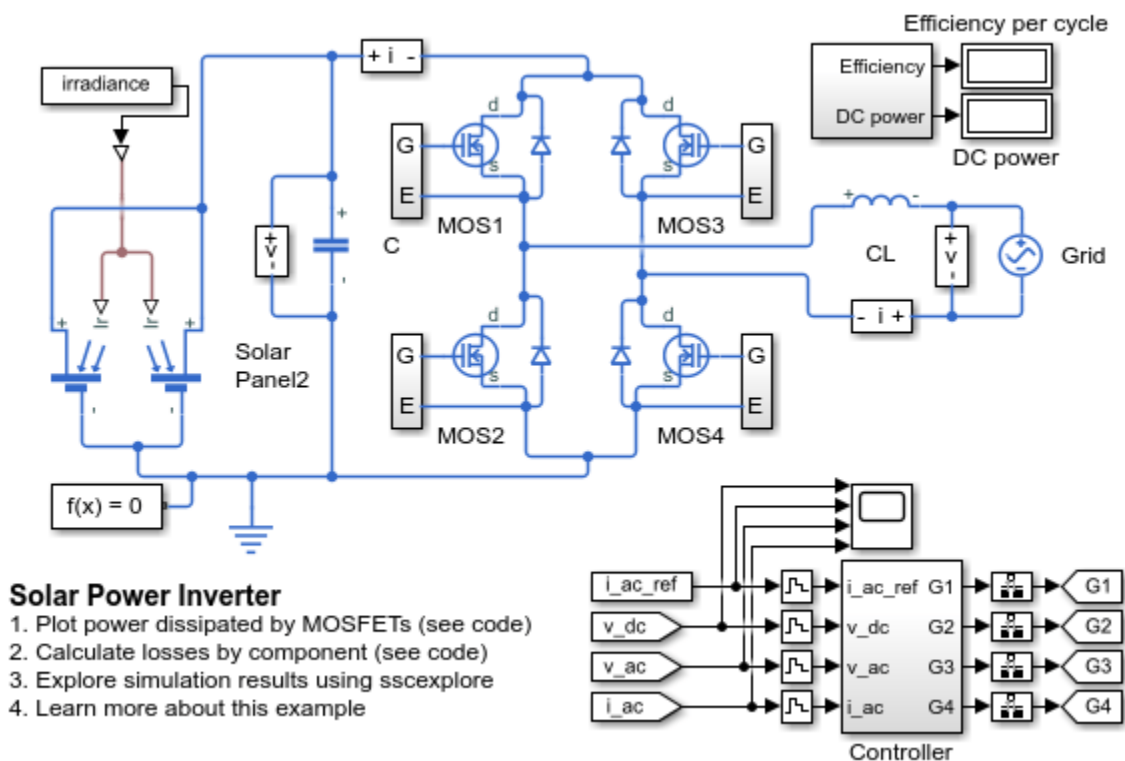 Efficiency per cycle
irradiance
+ i -
Efficiency
DC power
DC power
d
d
G
G
s
s
E
E
MOS1
MOS3
+
-
+
+ v -
C
-
+ v -
CL
Grid
- i +
+
Ir
Ir
+
d
d
G
G
Solar
Panel2
s
s
E
E
-
-
MOS2
MOS4
f(x) = 0
Solar Power Inverter
1. Plot power dissipated by MOSFETs (see code)
2. Calculate losses by component (see code)
3. Explore simulation results using sscexplore
4. Learn more about this example
i_ac_ref
i_ac_ref
G1
G1
v_dc
v_dc
G2
G2
v_ac
v_ac
G3
G3
i_ac
i_ac
G4
G4
Controller